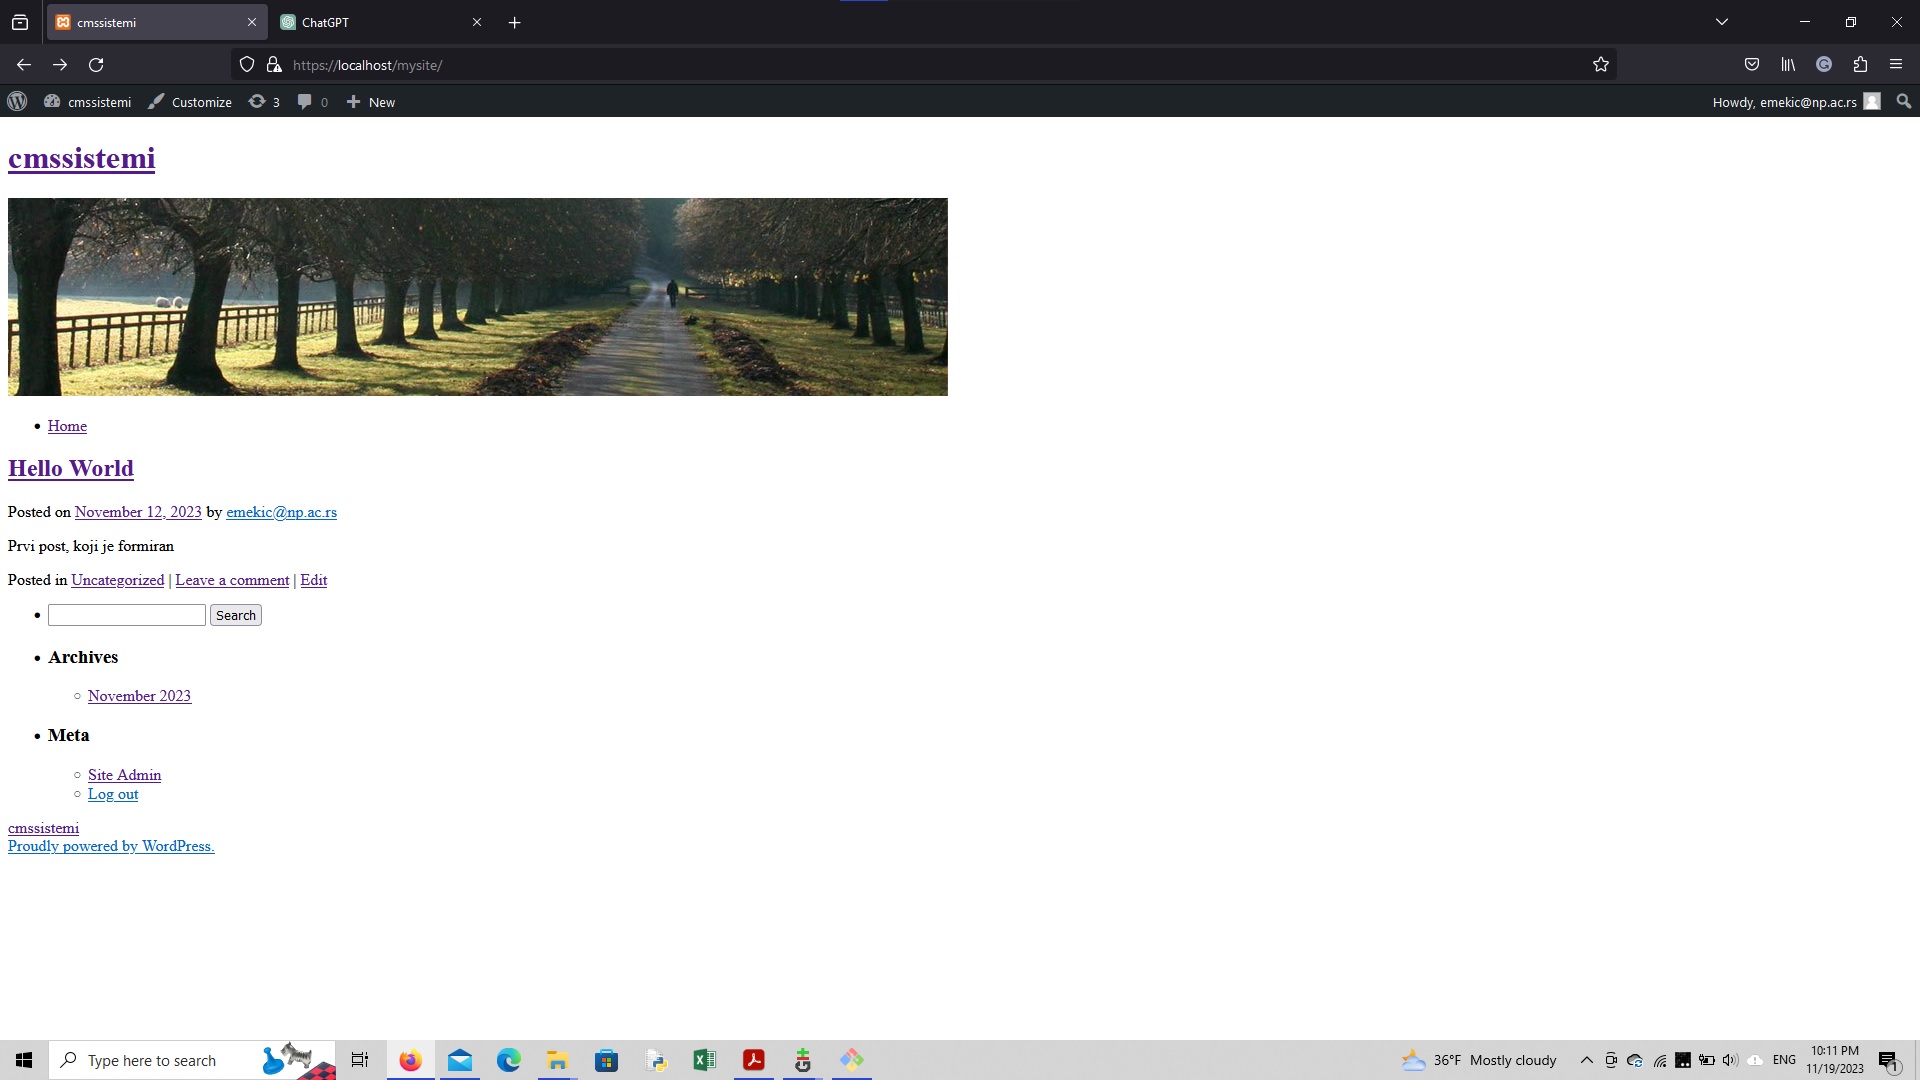 cmssistemi
ChatGPT
https://localhost/mysite/
cmssistemi
Customize
3
0
New
Howdy, emekic@np.ac.rs
cmssistemi
Home
Hello World
Posted on November 12, 2023 by emekic@np.ac.rs
Prvi post, koji je formiran
Posted in Uncategorized | Leave a comment | Edit
Search
Archives
November 2023
Meta
Site Admin
Log out
cmssistemi
Proudly powered by WordPress.
Type here to search
36°F Mostly cloudy
ENG
10:11 PM
11/19/2023
1